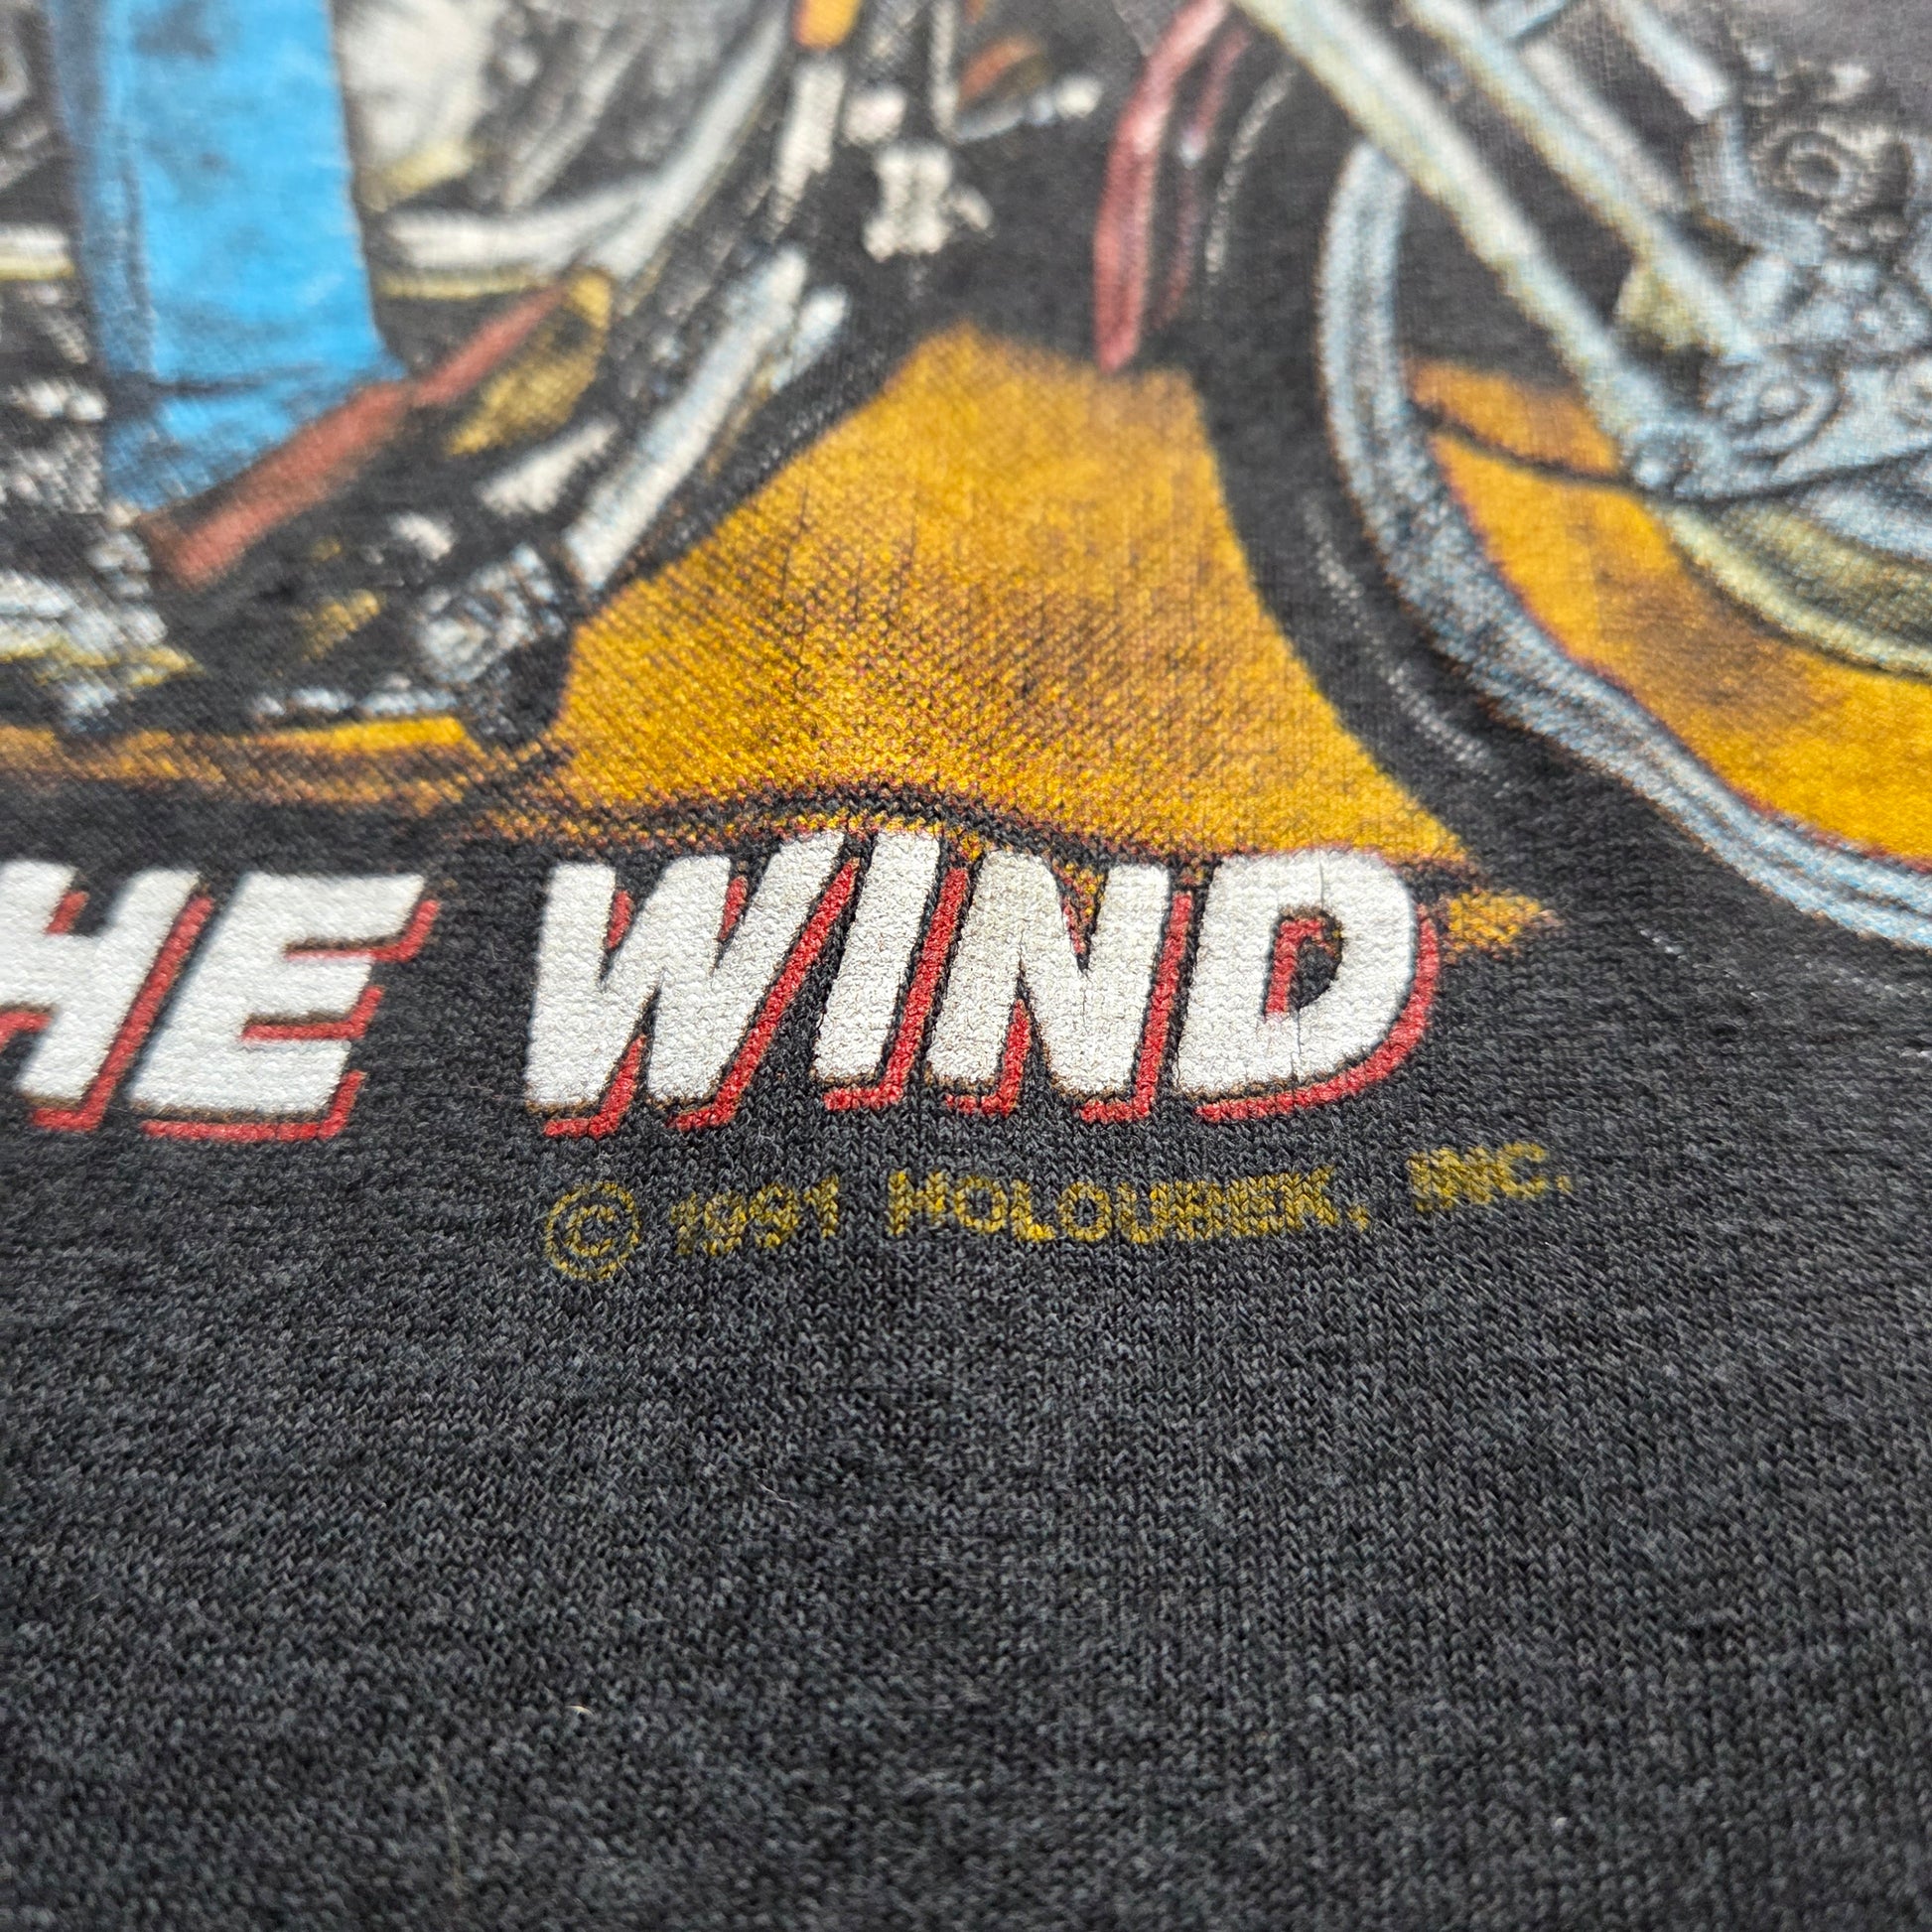 HE WIND
© 1991 HOLOUBEK, INC.